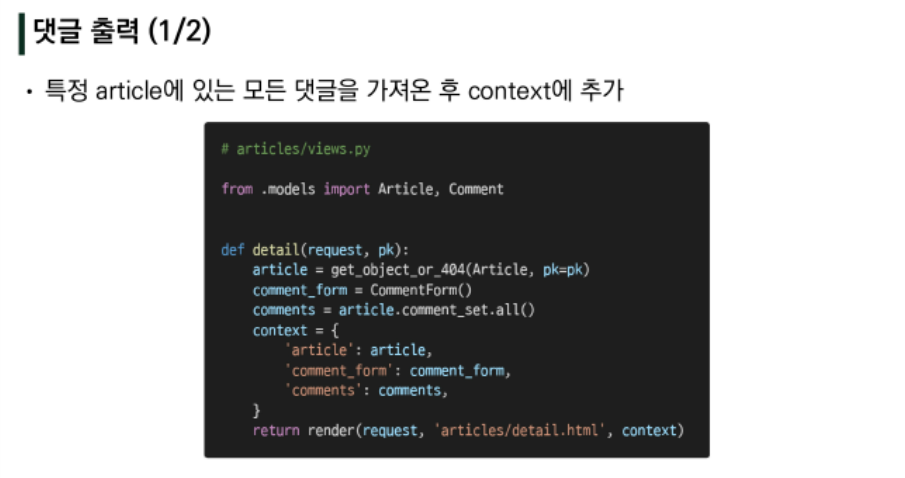 댓글 출력 (1/2)
• 특정 article에 있는 모든 댓글을 가져온 후 context에 추가
# articles/views.py
from .models import Article, Comment
def detail(request, pk):
    article = get_object_or_404(Article, pk=pk)
    comment_form = CommentForm()
    comments = article.comment_set.all()
    context = {
        'article': article,
        'comment_form': comment_form,
        'comments': comments,
    }
    return render(request, 'articles/detail.html', context)